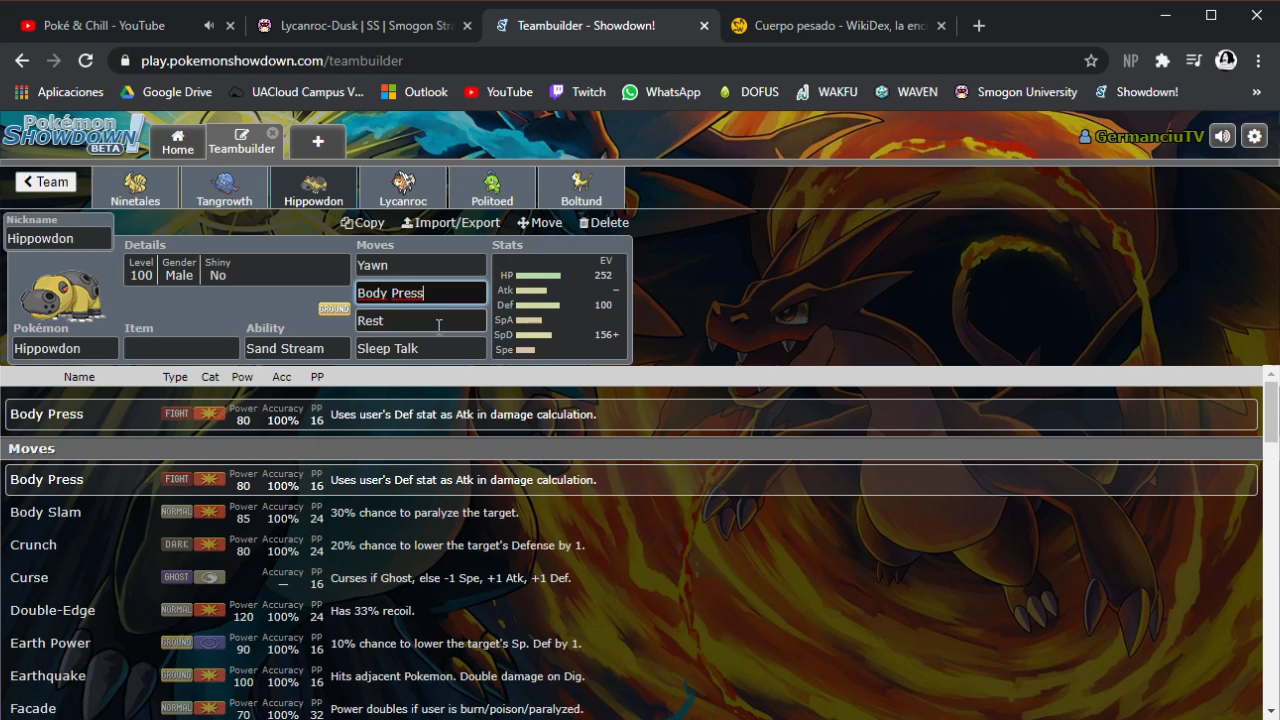 Poké & Chill - YouTube
Lycanroc-Dusk | SS | Smogon Stra
Teambuilder - Showdown!
Cuerpo pesado - WikiDex, la enc
play.pokemonshowdown.com/teambuilder
NP
Aplicaciones
Google Drive
UACloud Campus V...
Outlook
YouTube
Twitch
WhatsApp
DOFUS
WAKFU
WAVEN
Smogon University
Showdown!
»
Pokémon
SHOWDOWN!
BETA
Home
Teambuilder
GermanciuTV
Team
Ninetales
Tangrowth
Hippowdon
Lycanroc
Politoed
Boltund
Copy
Import/Export
Move
Delete
Nickname
Hippowdon
Details
Level Gender Shiny
100 Male No
GROUND
Pokémon
Hippowdon
Item
Ability
Sand Stream
Moves
Yawn
Body Press
Rest
Sleep Talk
Stats
EV
HP 252
Atk –
Def 100
SpA
SpD 156+
Spe
Name Type Cat Pow Acc PP
Body Press FIGHT Power 80 Accuracy 100% PP 16 Uses user's Def stat as Atk in damage calculation.
Moves
Body Press FIGHT Power 80 Accuracy 100% PP 16 Uses user's Def stat as Atk in damage calculation.
Body Slam NORMAL Power 85 Accuracy 100% PP 24 30% chance to paralyze the target.
Crunch DARK Power 80 Accuracy 100% PP 24 20% chance to lower the target's Defense by 1.
Curse GHOST Accuracy — PP 16 Curses if Ghost, else -1 Spe, +1 Atk, +1 Def.
Double-Edge NORMAL Power 120 Accuracy 100% PP 24 Has 33% recoil.
Earth Power GROUND Power 90 Accuracy 100% PP 16 10% chance to lower the target's Sp. Def by 1.
Earthquake GROUND Power 100 Accuracy 100% PP 16 Hits adjacent Pokemon. Double damage on Dig.
Facade NORMAL Power 70 Accuracy 100% PP 32 Power doubles if user is burn/poison/paralyzed.